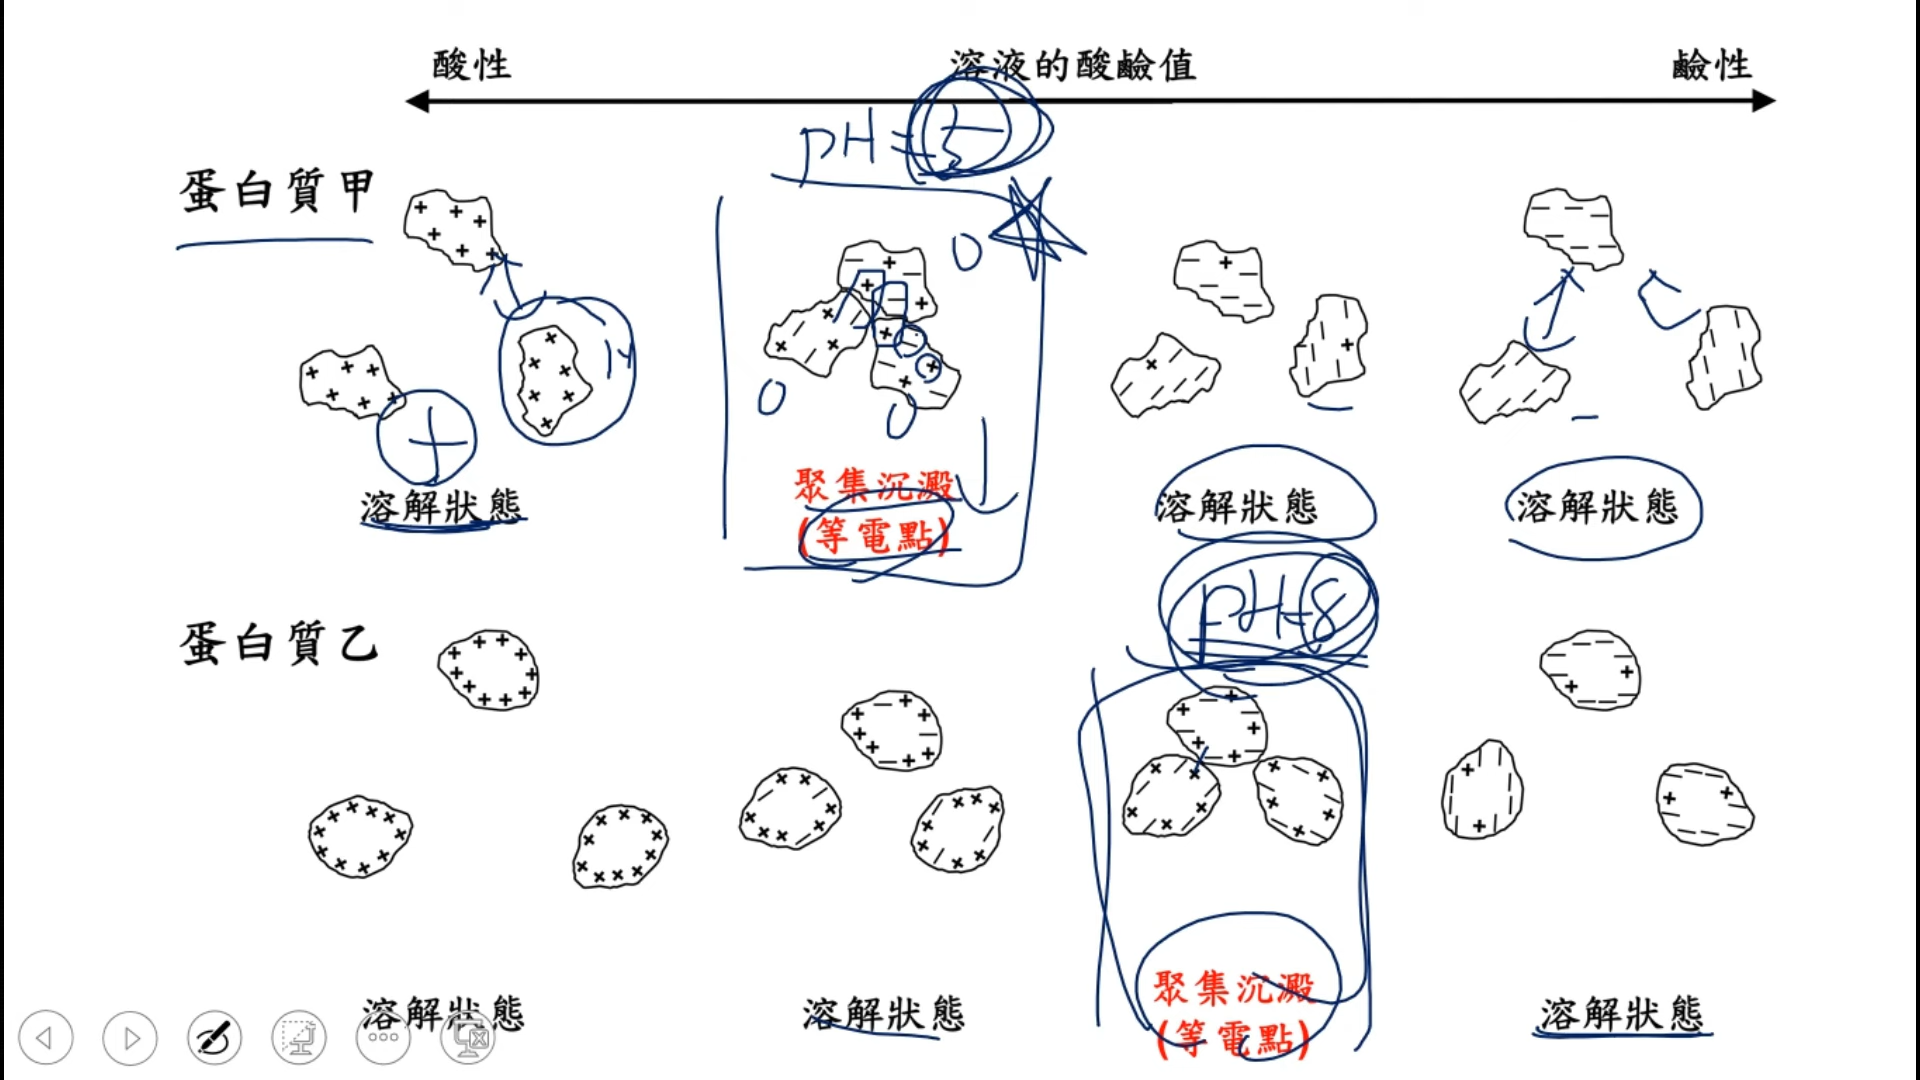 酸性 溶液的酸鹼值 鹼性
pH=5
蛋白質甲
0
0
0
溶解狀態 聚集沉澱 溶解狀態 溶解狀態
(等電點)
pH=8
蛋白質乙
溶解狀態 溶解狀態 聚集沉澱 溶解狀態
(等電點)